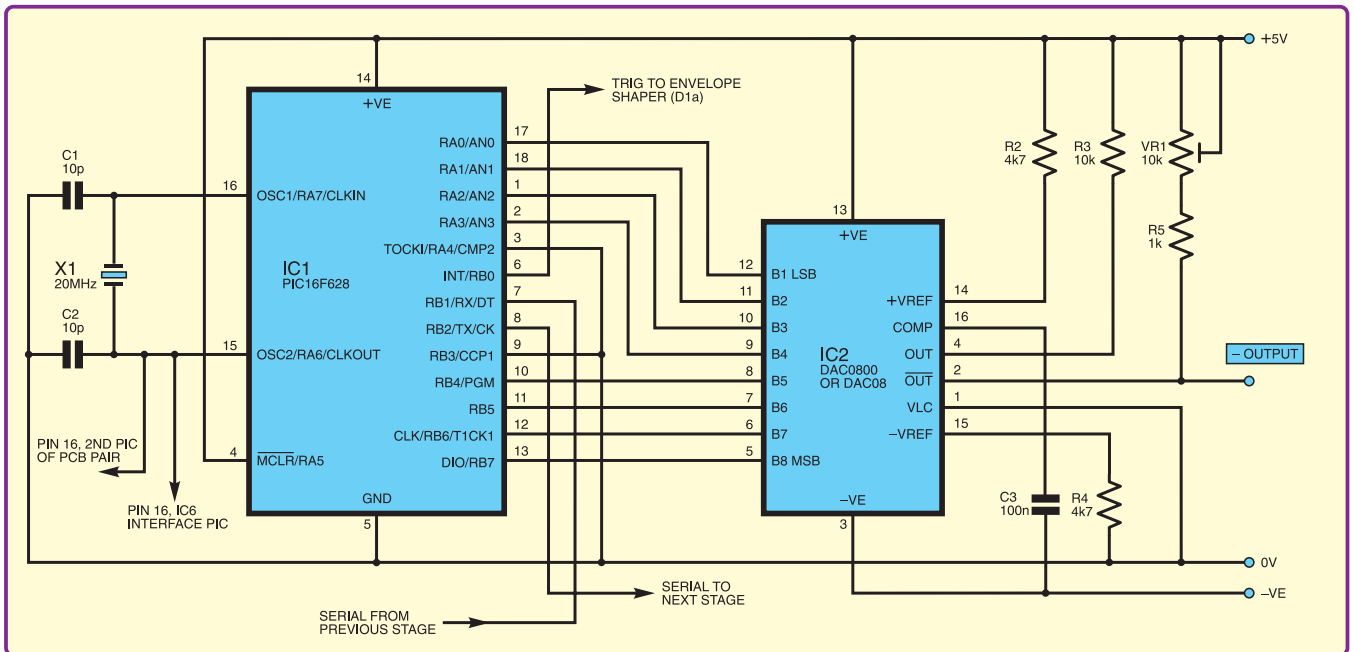 +5V
14
+VE
TRIG TO ENVELOPE
SHAPER (D1a)
C1
10p
16
OSC1/RA7/CLKIN
X1
20MHz
C2
10p
15
OSC2/RA6/CLKOUT
PIN 16, 2ND PIC
OF PCB PAIR
PIN 16, IC6
INTERFACE PIC
4
MCLR/RA5
IC1
PIC16F628
GND
5
RA0/AN0
17
RA1/AN1
18
RA2/AN2
1
RA3/AN3
2
TOCKI/RA4/CMP2
3
INT/RB0
6
RB1/RX/DT
7
RB2/TX/CK
8
RB3/CCP1
9
RB4/PGM
10
RB5
11
CLK/RB6/T1CK1
12
DIO/RB7
13
SERIAL FROM
PREVIOUS STAGE
SERIAL TO
NEXT STAGE
13
+VE
12
B1 LSB
11
B2
10
B3
9
B4
8
B5
7
B6
6
B7
5
B8 MSB
IC2
DAC0800
OR DAC08
-VE
3
+VREF
14
COMP
16
OUT
4
OUT
2
VLC
1
–VREF
15
R2
4k7
R3
10k
VR1
10k
R5
1k
C3
100n
R4
4k7
– OUTPUT
0V
–VE